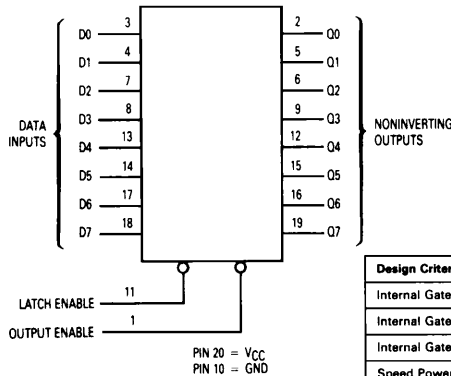 D0 3 2 Q0
D1 4 5 Q1
D2 7 6 Q2
D3 8 9 Q3
D4 13 12 Q4
D5 14 15 Q5
D6 17 16 Q6
D7 18 19 Q7
DATA
INPUTS
NONINVERTING
OUTPUTS
LATCH ENABLE 11
OUTPUT ENABLE 1
PIN 20 = VCC
PIN 10 = GND
Design Criter
Internal Gate
Internal Gate
Internal Gate
Speed Power